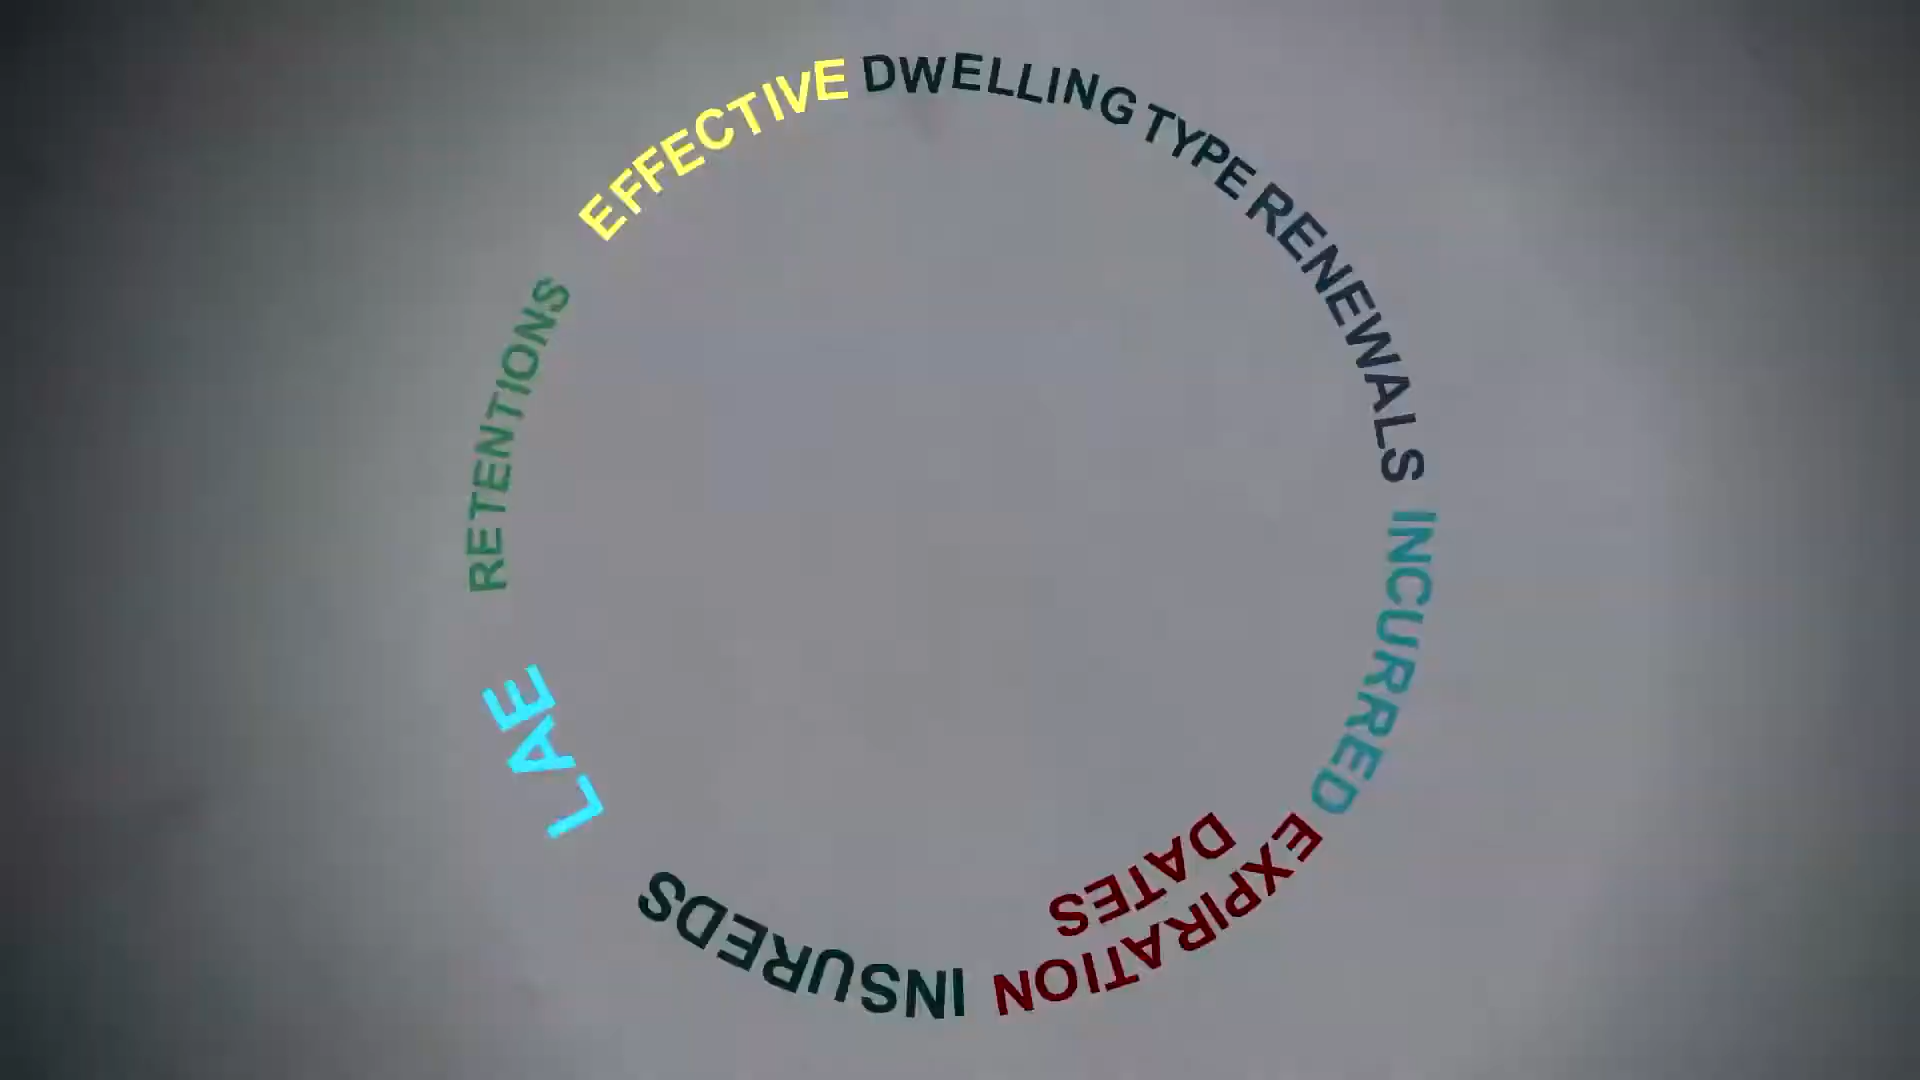 EFFECTIVE
DWELLING TYPE
RENEWALS
INCURRED
EXPIRATION
DATES
INSUREDS
LAE
RETENTIONS